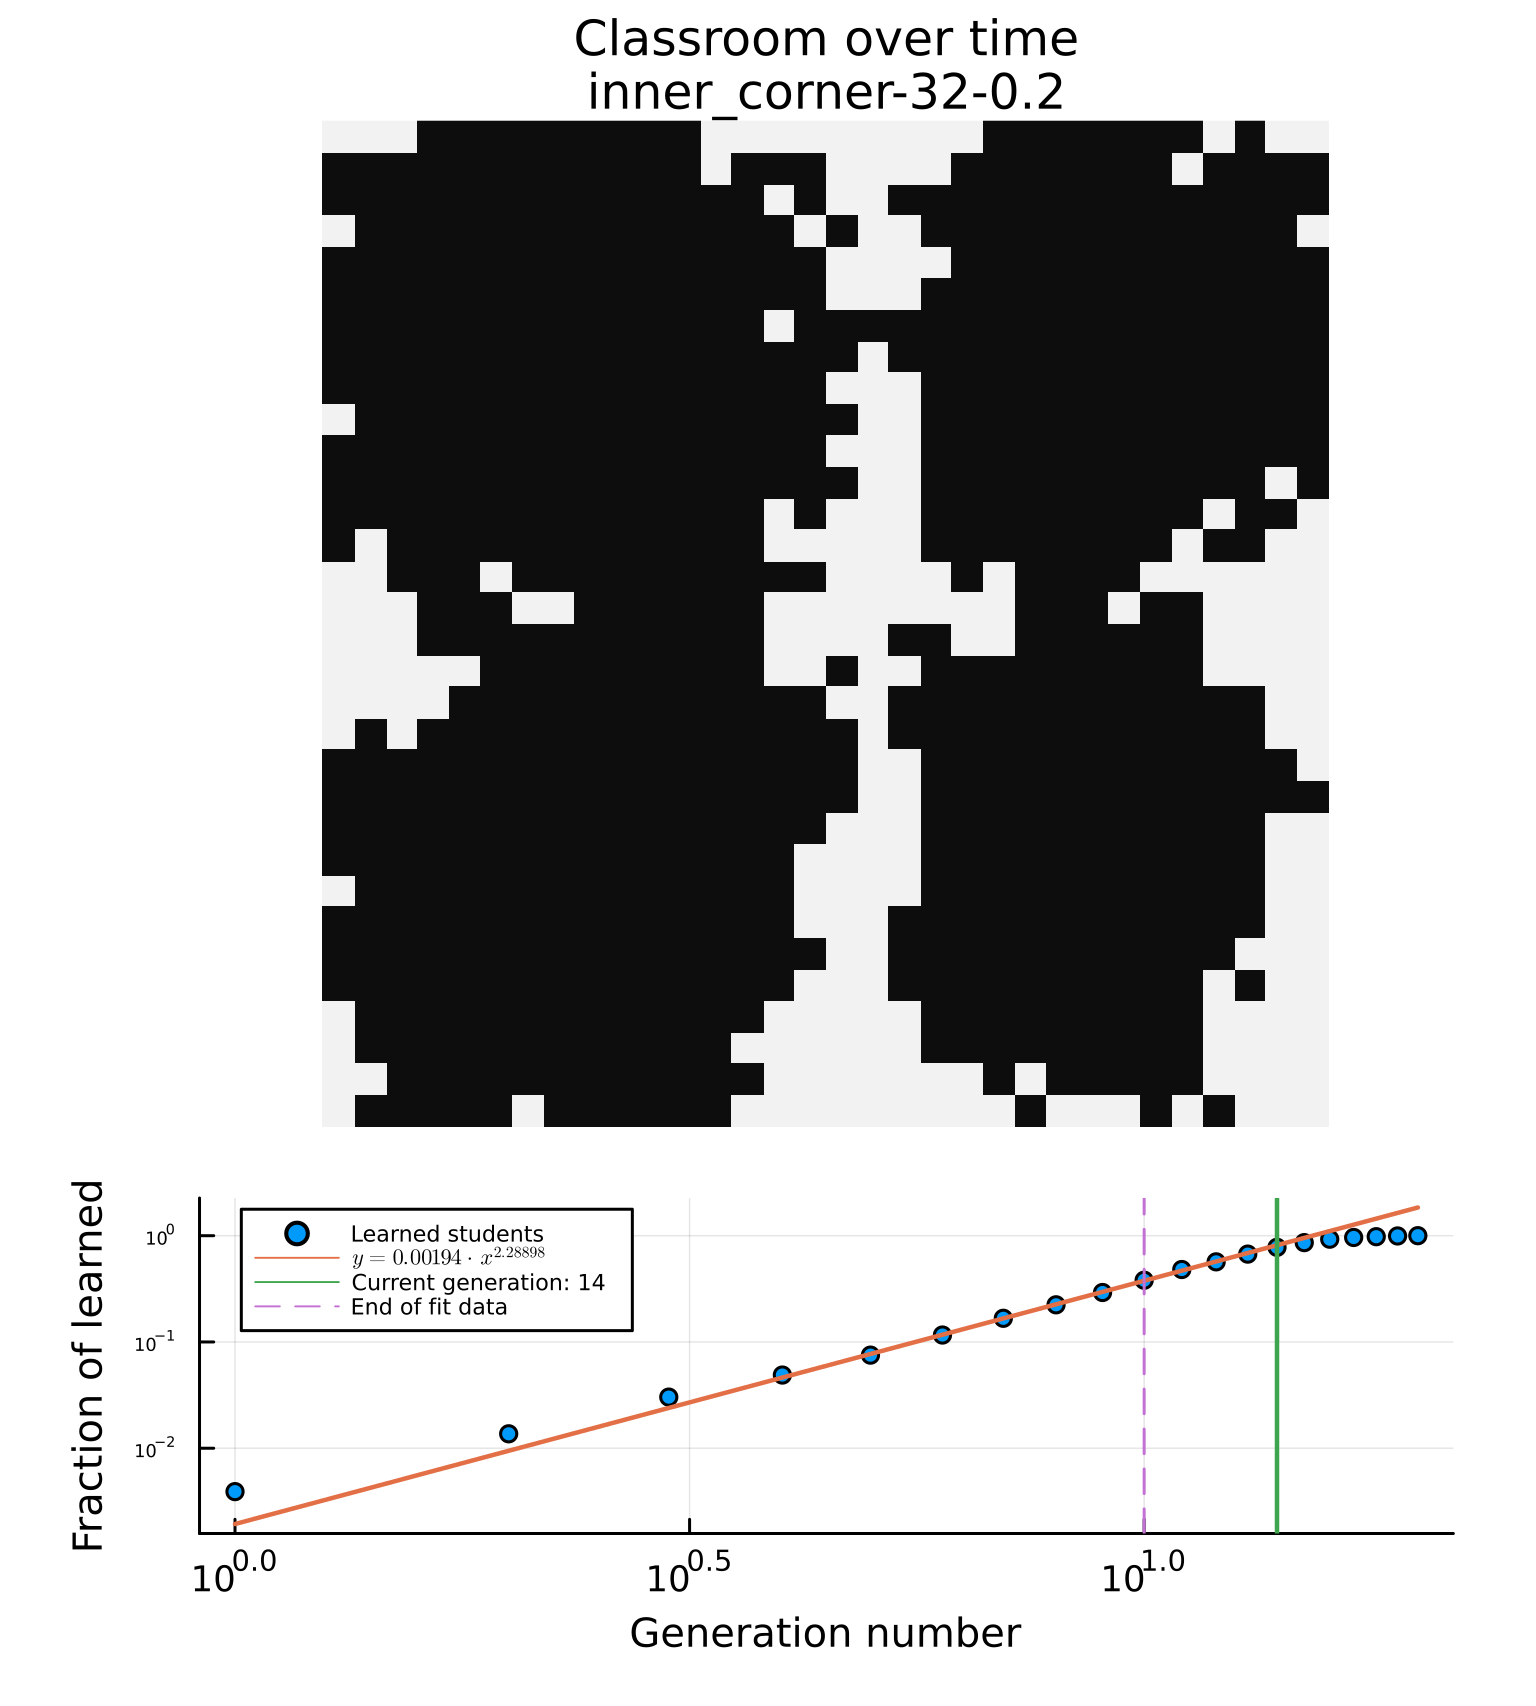 Classroom over time
inner_corner-32-0.2
Fraction of learned
10^0
10^-1
10^-2
Learned students
y = 0.00194 · x^2.28898
Current generation: 14
End of fit data
10^0.0 10^0.5 10^1.0
Generation number